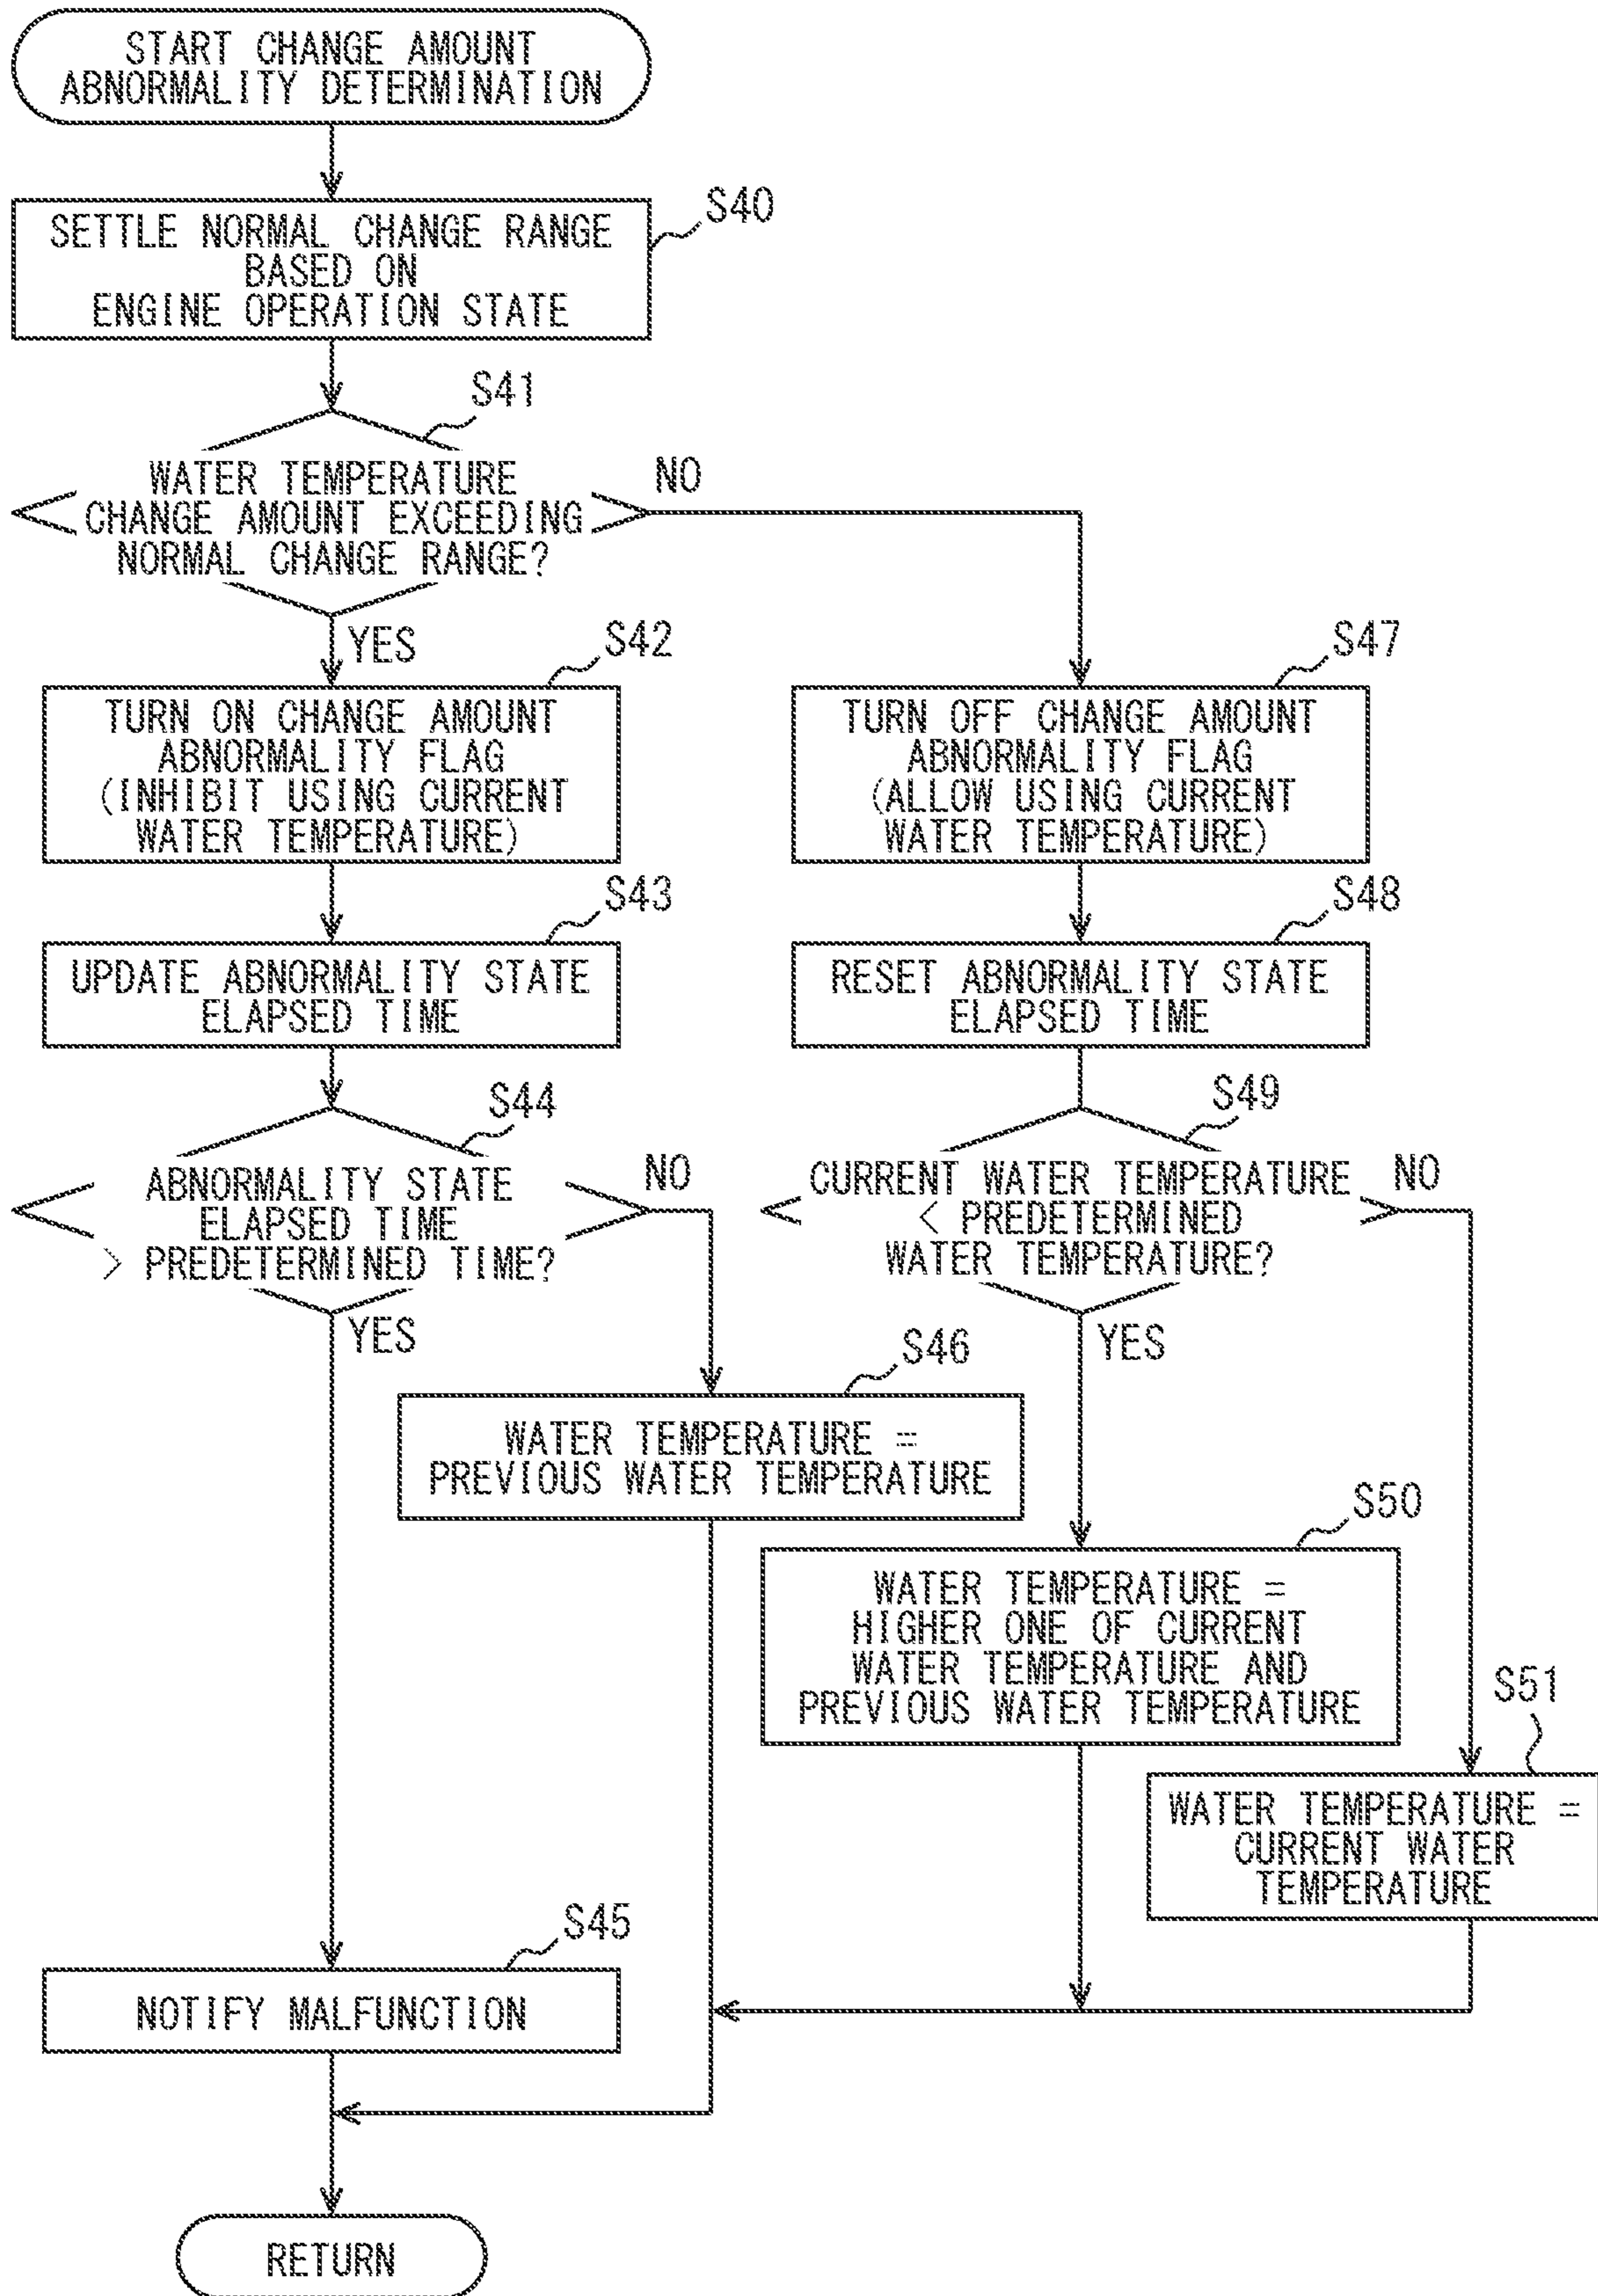 START CHANGE AMOUNT
ABNORMALITY DETERMINATION
S40
SETTLE NORMAL CHANGE RANGE
BASED ON
ENGINE OPERATION STATE
S41
WATER TEMPERATURE
CHANGE AMOUNT EXCEEDING
NORMAL CHANGE RANGE?
NO
YES
S42
TURN ON CHANGE AMOUNT
ABNORMALITY FLAG
(INHIBIT USING CURRENT
WATER TEMPERATURE)
S47
TURN OFF CHANGE AMOUNT
ABNORMALITY FLAG
(ALLOW USING CURRENT
WATER TEMPERATURE)
S43
UPDATE ABNORMALITY STATE
ELAPSED TIME
S48
RESET ABNORMALITY STATE
ELAPSED TIME
S44
ABNORMALITY STATE
ELAPSED TIME
> PREDETERMINED TIME?
NO
YES
S49
CURRENT WATER TEMPERATURE
< PREDETERMINED
WATER TEMPERATURE?
NO
YES
S46
WATER TEMPERATURE =
PREVIOUS WATER TEMPERATURE
S50
WATER TEMPERATURE =
HIGHER ONE OF CURRENT
WATER TEMPERATURE AND
PREVIOUS WATER TEMPERATURE
S51
WATER TEMPERATURE =
CURRENT WATER
TEMPERATURE
S45
NOTIFY MALFUNCTION
RETURN